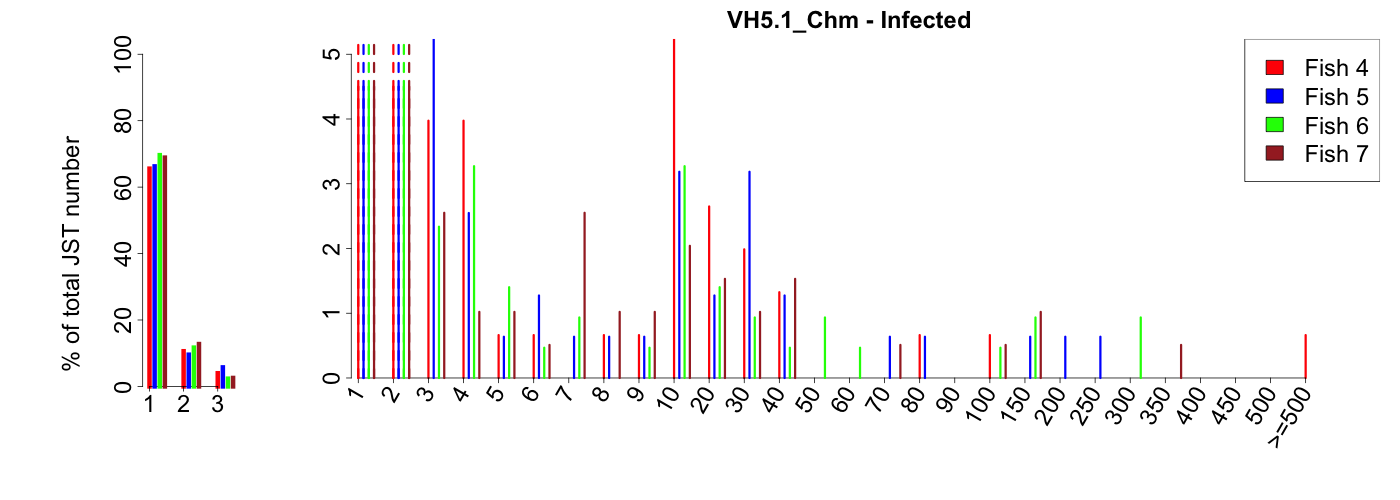 VH5.1_Chm - Infected
% of total JST number
0 20 40 60 80 100
1 2 3
0 1 2 3 4 5
1 2 3 4 5 6 7 8 9 10 20 30 40 50 60 70 80 90 100 150 200 250 300 350 400 450 500 >=500
Fish 4
Fish 5
Fish 6
Fish 7